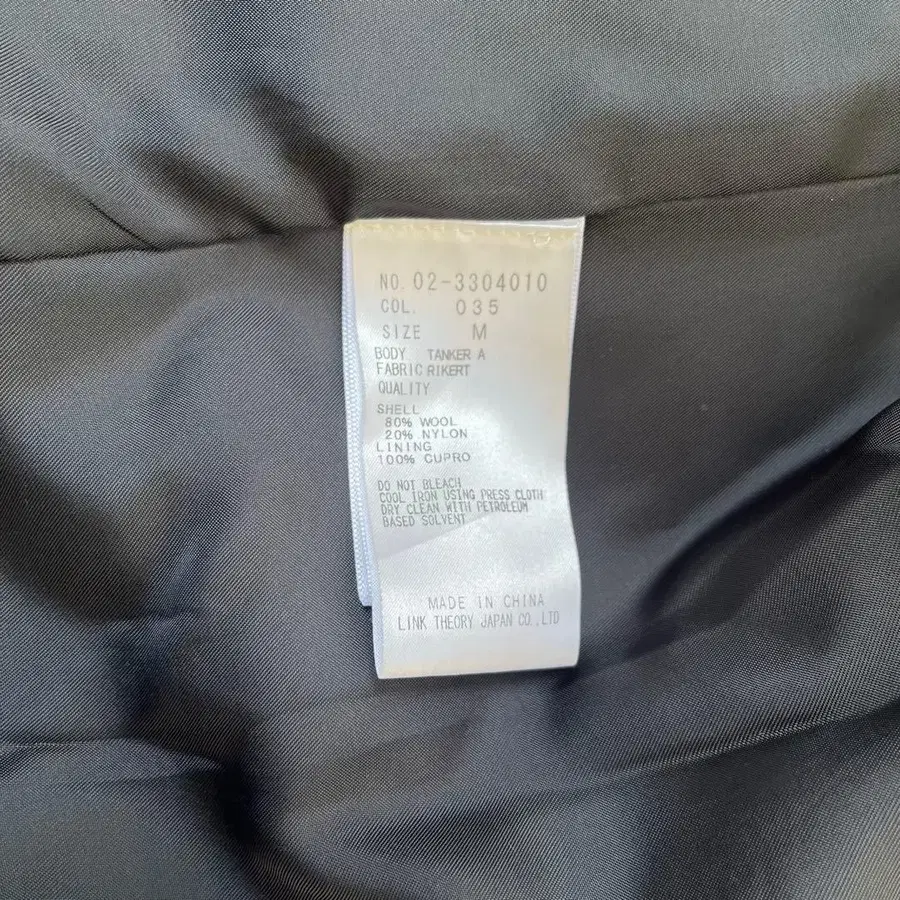 NO. 02-3304010
COL. 035
SIZE M
BODY TANKER A
FABRIC RIKERT
QUALITY
SHELL
80% WOOL
20% NYLON
LINING
100% CUPRO
DO NOT BLEACH
COOL IRON USING PRESS CLOTH
DRY CLEAN WITH PETROLEUM
BASED SOLVENT
MADE IN CHINA
LINK THEORY JAPAN CO.,LTD